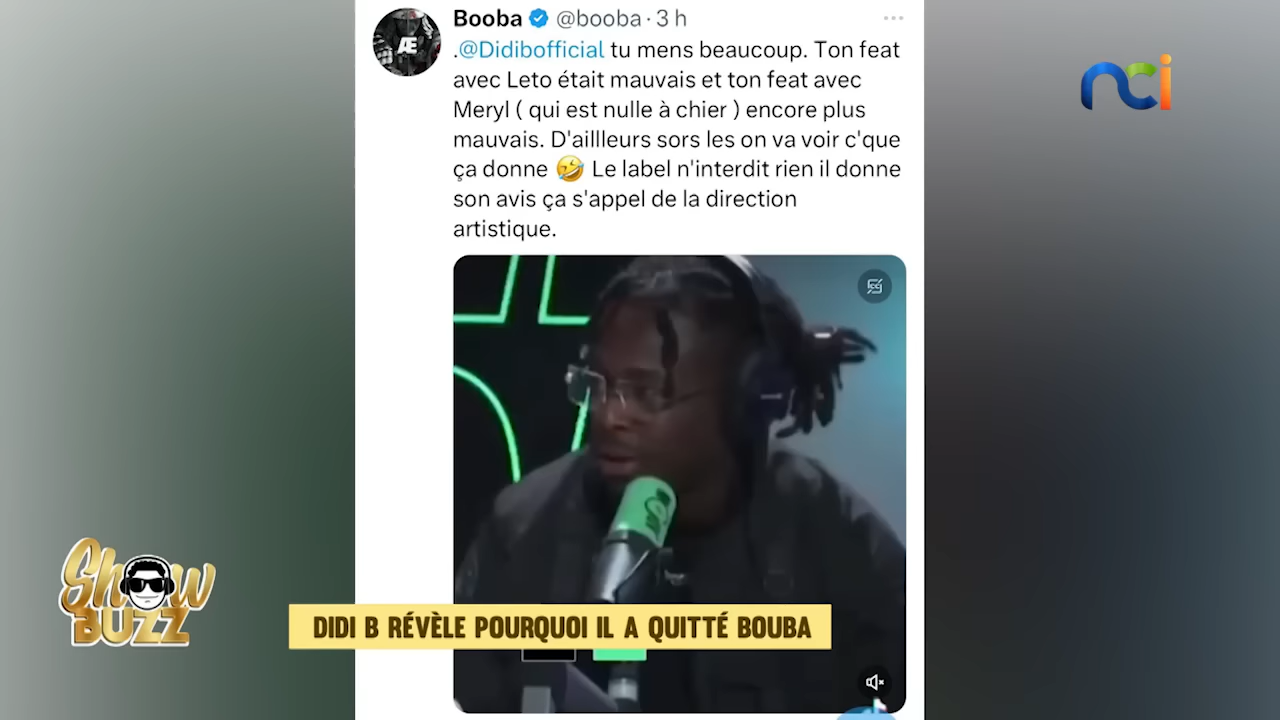 Booba @booba · 3 h
.@Didibofficial tu mens beaucoup. Ton feat
avec Leto était mauvais et ton feat avec
Meryl ( qui est nulle à chier ) encore plus
mauvais. D'aillleurs sors les on va voir c'que
ça donne 🤣 Le label n'interdit rien il donne
son avis ça s'appel de la direction
artistique.
nci
Æ
Show
BUZZ
DIDI B RÉVÈLE POURQUOI IL A QUITTÉ BOUBA